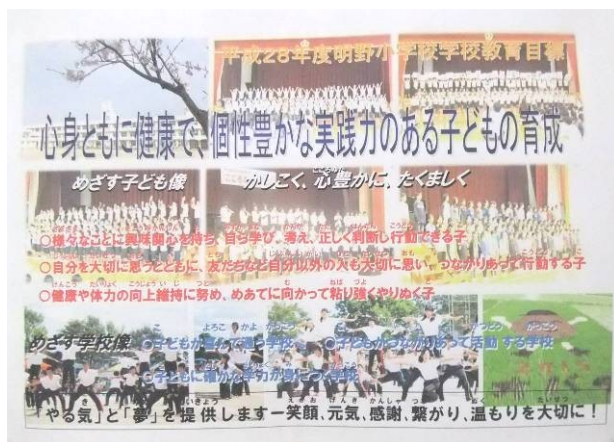 平成28年度明野小学校学校教育目標
心身ともに健康で、個性豊かな実践力のある子どもの育成
めざす子ども像 かしこく、心豊かに、たくましく
○様々なことに興味関心を持ち、自ら学び、考え、正しく判断し行動できる子
○自分を大切に思うとともに、友だちなど自分以外の人も大切に思い、つながりあって行動する子
○健康や体力の向上維持に努め、めあてに向かって粘り強くやりぬく子
めざす学校像 ○子どもが喜んで通う学校 ○子どもがつながりあって活動する学校
○子どもに確かな学力が身につく学校
「やる気」と「夢」を提供します－笑顔、元気、感謝、繋がり、温もりを大切に！